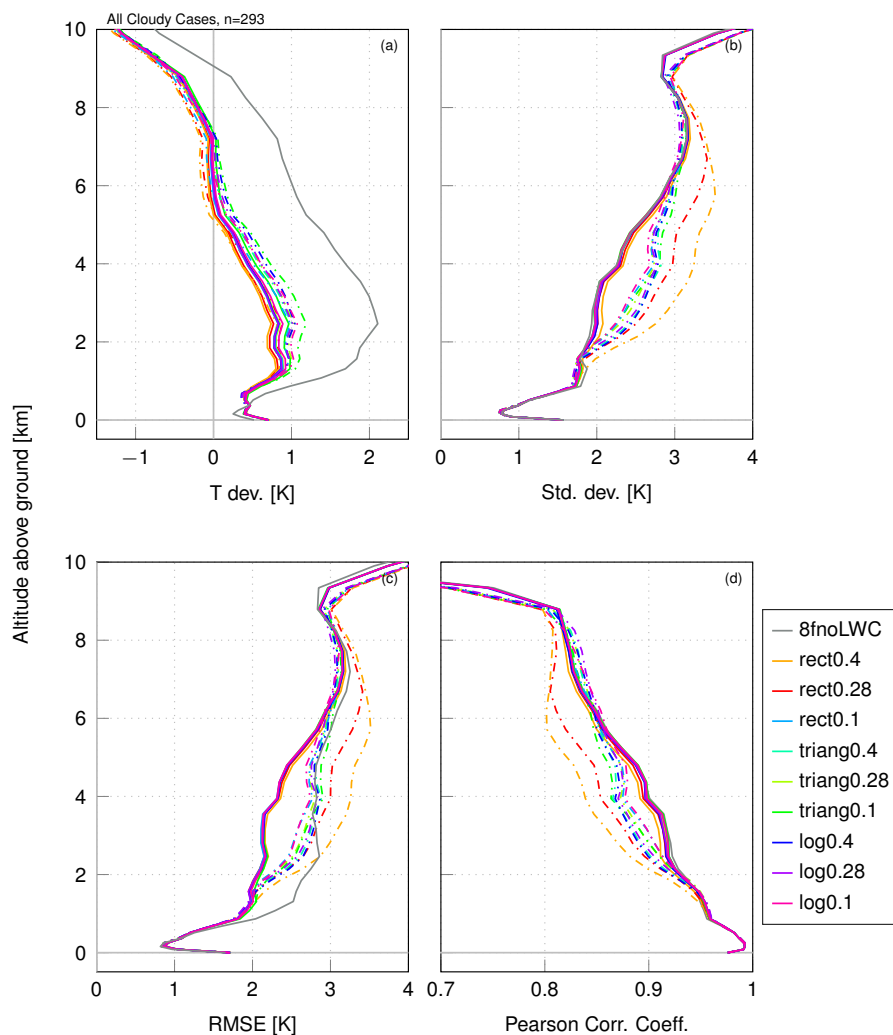 All Cloudy Cases, n=293
10
8
6
4
2
0
(a)
(b)
−1
0
1
2
0
1
2
3
4
T dev. [K]
Std. dev. [K]
Altitude above ground [km]
10
8
6
4
2
0
(c)
(d)
0
1
2
3
4
0.7
0.8
0.9
1
RMSE [K]
Pearson Corr. Coeff.
8fnoLWC
rect0.4
rect0.28
rect0.1
triang0.4
triang0.28
triang0.1
log0.4
log0.28
log0.1